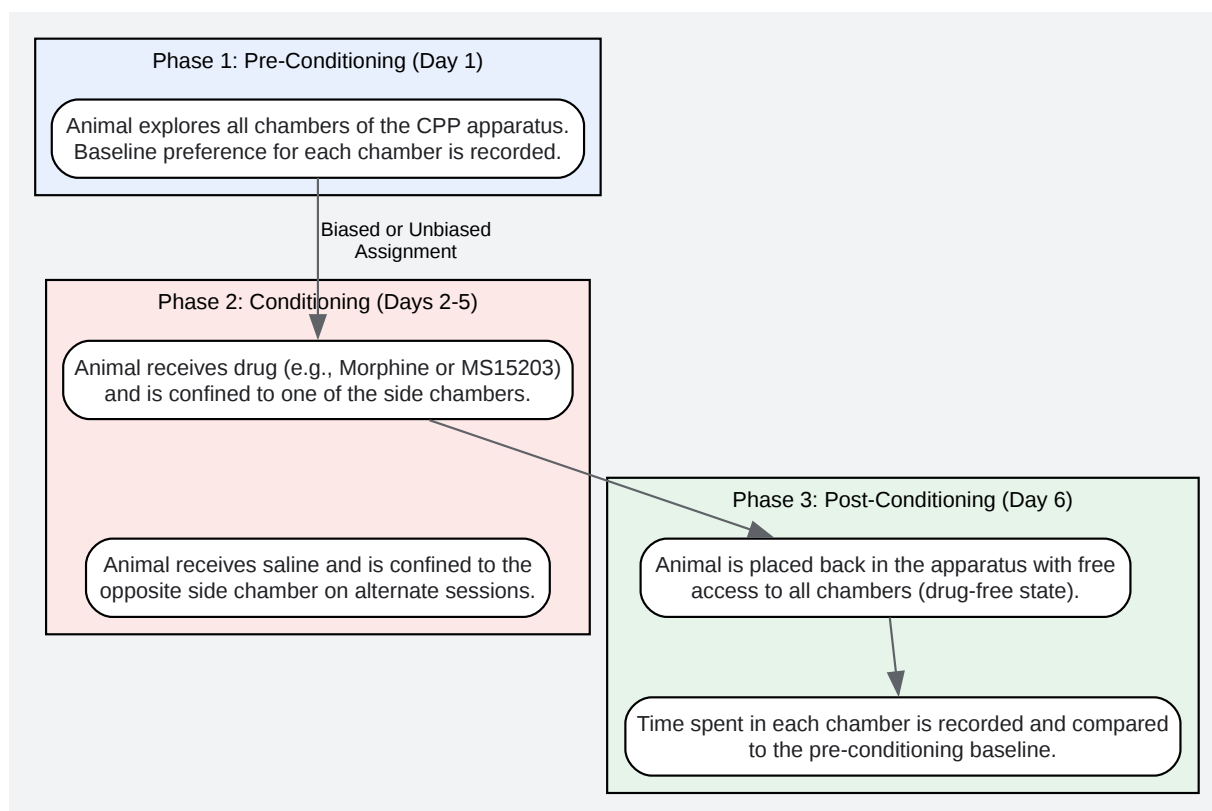 Phase 1: Pre-Conditioning (Day 1)
Animal explores all chambers of the CPP apparatus.
Baseline preference for each chamber is recorded.
Biased or Unbiased
Assignment
Phase 2: Conditioning (Days 2-5)
Animal receives drug (e.g., Morphine or MS15203)
and is confined to one of the side chambers.
Animal receives saline and is confined to the
opposite side chamber on alternate sessions.
Phase 3: Post-Conditioning (Day 6)
Animal is placed back in the apparatus with free
access to all chambers (drug-free state).
Time spent in each chamber is recorded and compared
to the pre-conditioning baseline.